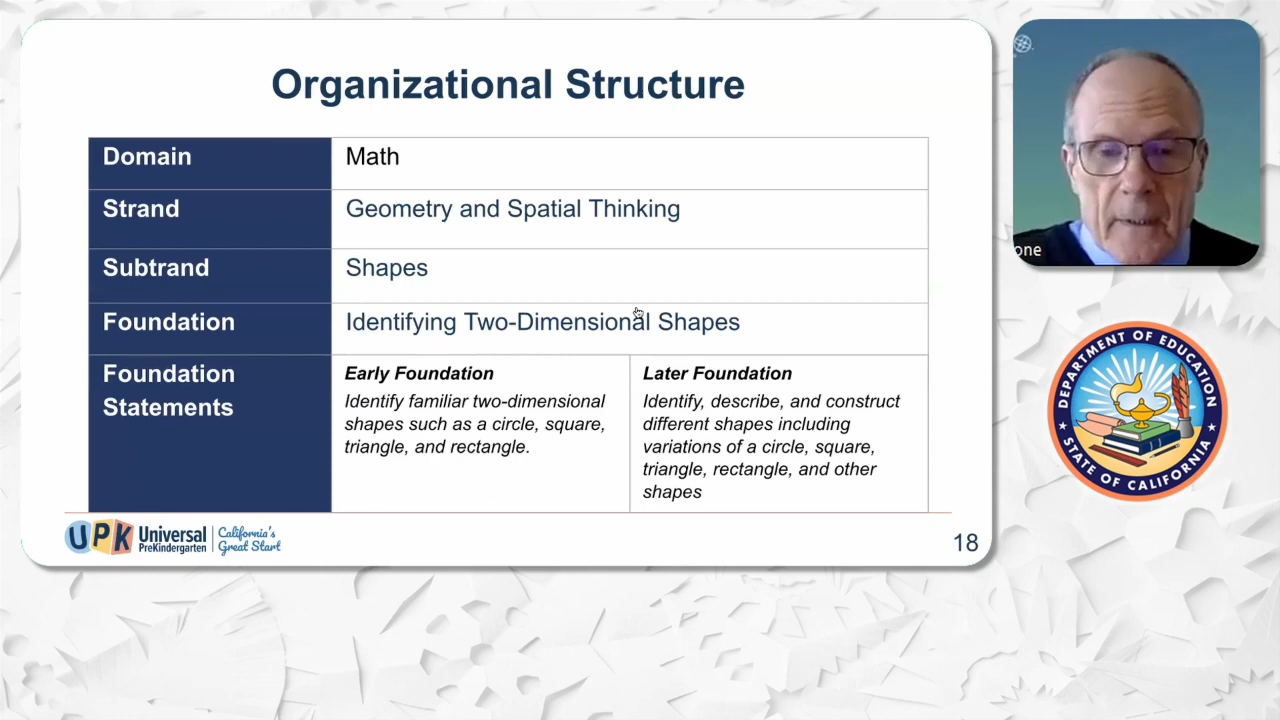 Organizational Structure
Domain
Math
Strand
Geometry and Spatial Thinking
Subtrand
Shapes
Foundation
Identifying Two-Dimensional Shapes
Foundation
Statements
Early Foundation
Identify familiar two-dimensional
shapes such as a circle, square,
triangle, and rectangle.
Later Foundation
Identify, describe, and construct
different shapes including
variations of a circle, square,
triangle, rectangle, and other
shapes
UPK Universal
PreKindergarten
California's
Great Start
18
one
DEPARTMENT OF EDUCATION
STATE OF CALIFORNIA